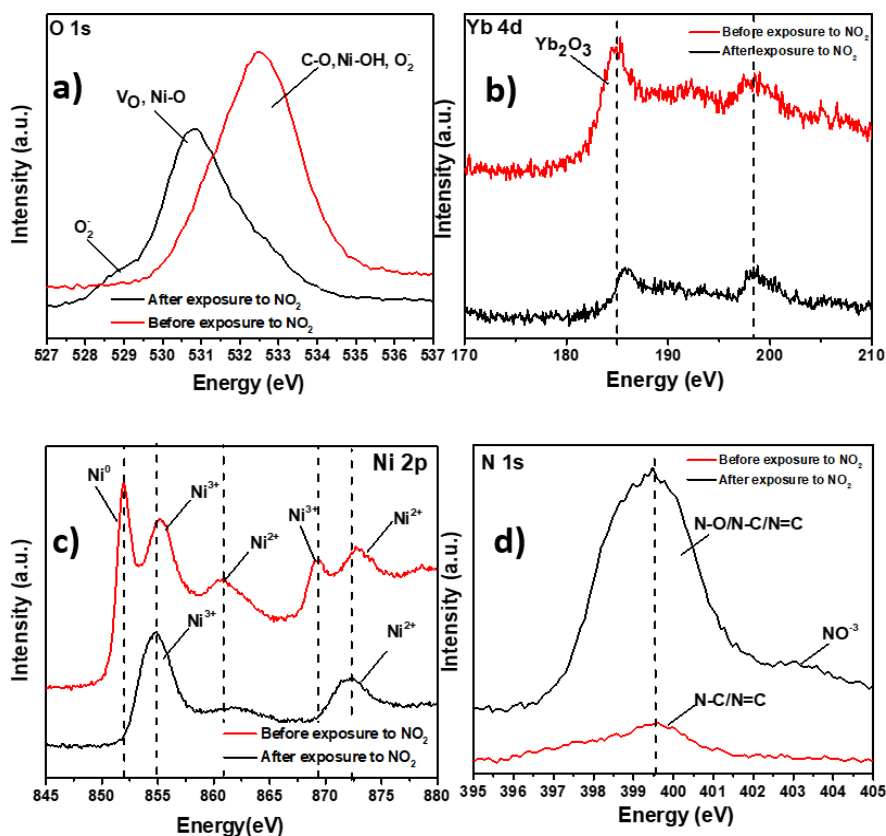 O 1s
a)
C-O,Ni-OH, O₂⁻
V_O, Ni-O
O₂⁻
After exposure to NO₂
Before exposure to NO₂
Intensity (a.u.)
527 528 529 530 531 532 533 534 535 536 537
Energy (eV)
Yb 4d
Before exposure to NO₂
After exposure to NO₂
Yb₂O₃
b)
Intensity (a.u.)
170 180 190 200 210
Energy (eV)
Ni 2p
Ni⁰
Ni³⁺
Ni³⁺
Ni²⁺
c)
Ni²⁺
Ni³⁺
Ni²⁺
Before exposure to NO₂
After exposure to NO₂
Intensity (a.u.)
845 850 855 860 865 870 875 880
Energy(eV)
N 1s
Before exposure to NO₂
After exposure to NO₂
d)
N-O/N-C/N=C
NO⁻³
N-C/N=C
Intensity (a.u.)
395 396 397 398 399 400 401 402 403 404 405
Energy (eV)